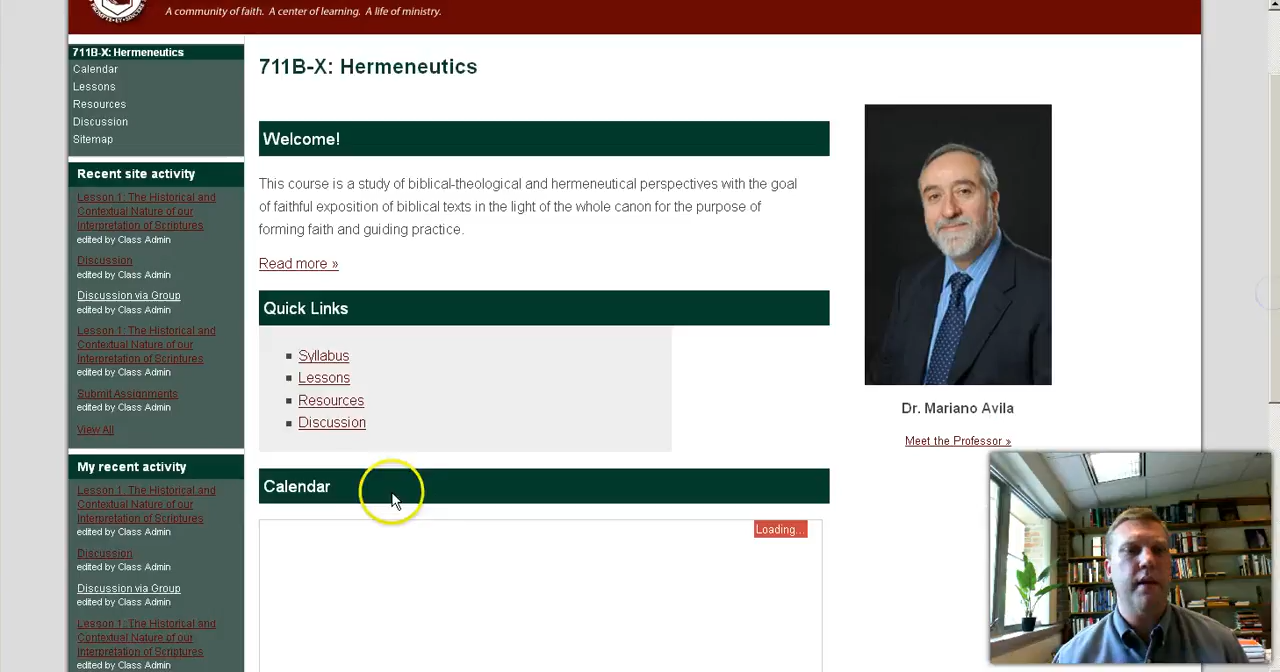 A community of faith. A center of learning. A life of ministry.
711B-X: Hermeneutics
Calendar
Lessons
Resources
Discussion
Sitemap
Recent site activity
Lesson 1: The Historical and
Contextual Nature of our
Interpretation of Scriptures
edited by Class Admin
Discussion
edited by Class Admin
Discussion via Group
edited by Class Admin
Lesson 1: The Historical and
Contextual Nature of our
Interpretation of Scriptures
edited by Class Admin
Submit Assignments
edited by Class Admin
View All
My recent activity
Lesson 1: The Historical and
Contextual Nature of our
Interpretation of Scriptures
edited by Class Admin
Discussion
edited by Class Admin
Discussion via Group
edited by Class Admin
Lesson 1: The Historical and
Contextual Nature of our
Interpretation of Scriptures
edited by Class Admin
711B-X: Hermeneutics
Welcome!
This course is a study of biblical-theological and hermeneutical perspectives with the goal
of faithful exposition of biblical texts in the light of the whole canon for the purpose of
forming faith and guiding practice.
Read more »
Quick Links
Syllabus
Lessons
Resources
Discussion
Calendar
Loading...
Dr. Mariano Avila
Meet the Professor »